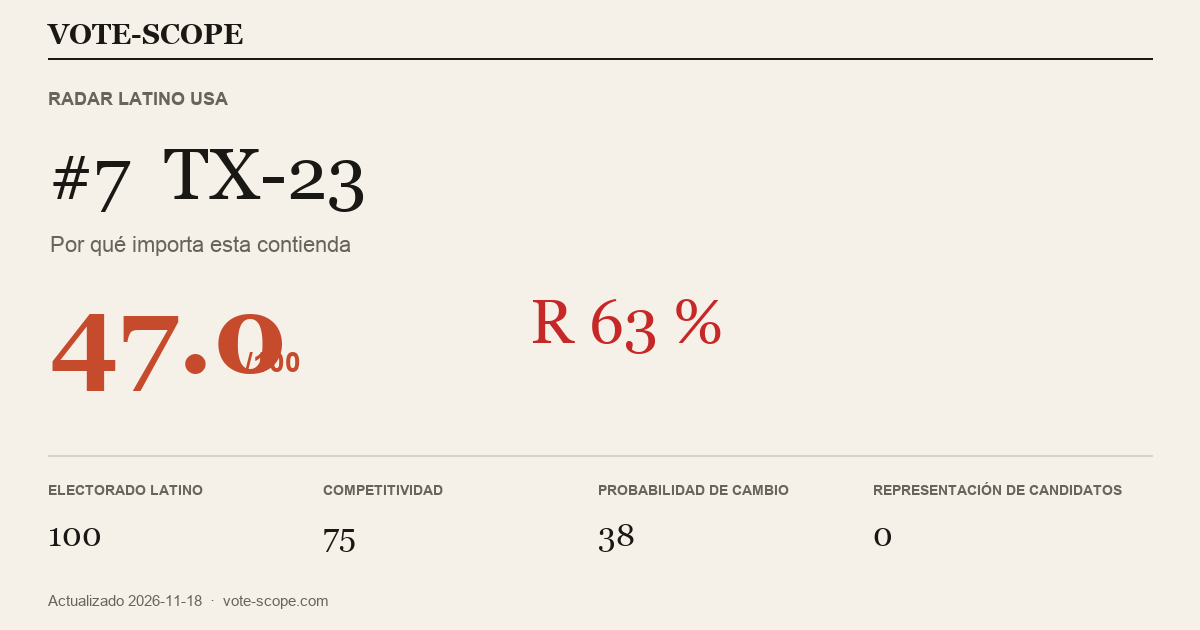 VOTE-SCOPE
RADAR LATINO USA
#7 TX-23
Por qué importa esta contienda
47.0/100
R 63 %
ELECTORADO LATINO
COMPETITIVIDAD
PROBABILIDAD DE CAMBIO
REPRESENTACIÓN DE CANDIDATOS
100
75
38
0
Actualizado 2026-11-18 · vote-scope.com